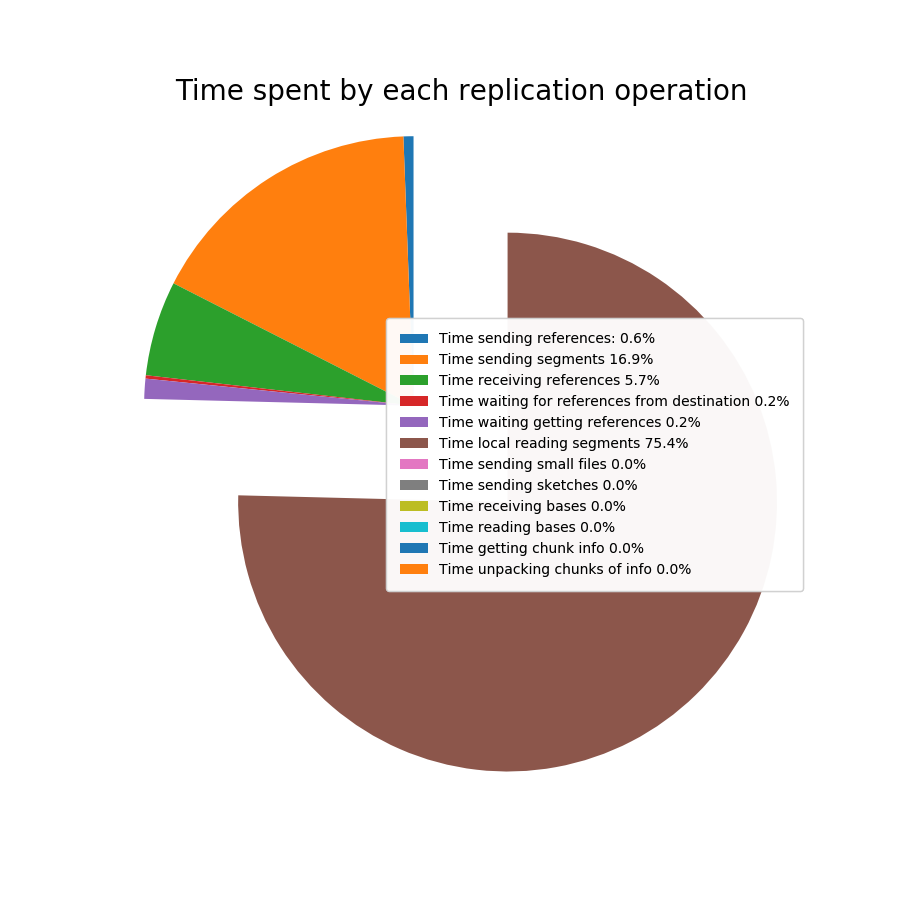 Time spent by each replication operation
Time sending references: 0.6%
Time sending segments 16.9%
Time receiving references 5.7%
Time waiting for references from destination 0.2%
Time waiting getting references 0.2%
Time local reading segments 75.4%
Time sending small files 0.0%
Time sending sketches 0.0%
Time receiving bases 0.0%
Time reading bases 0.0%
Time getting chunk info 0.0%
Time unpacking chunks of info 0.0%